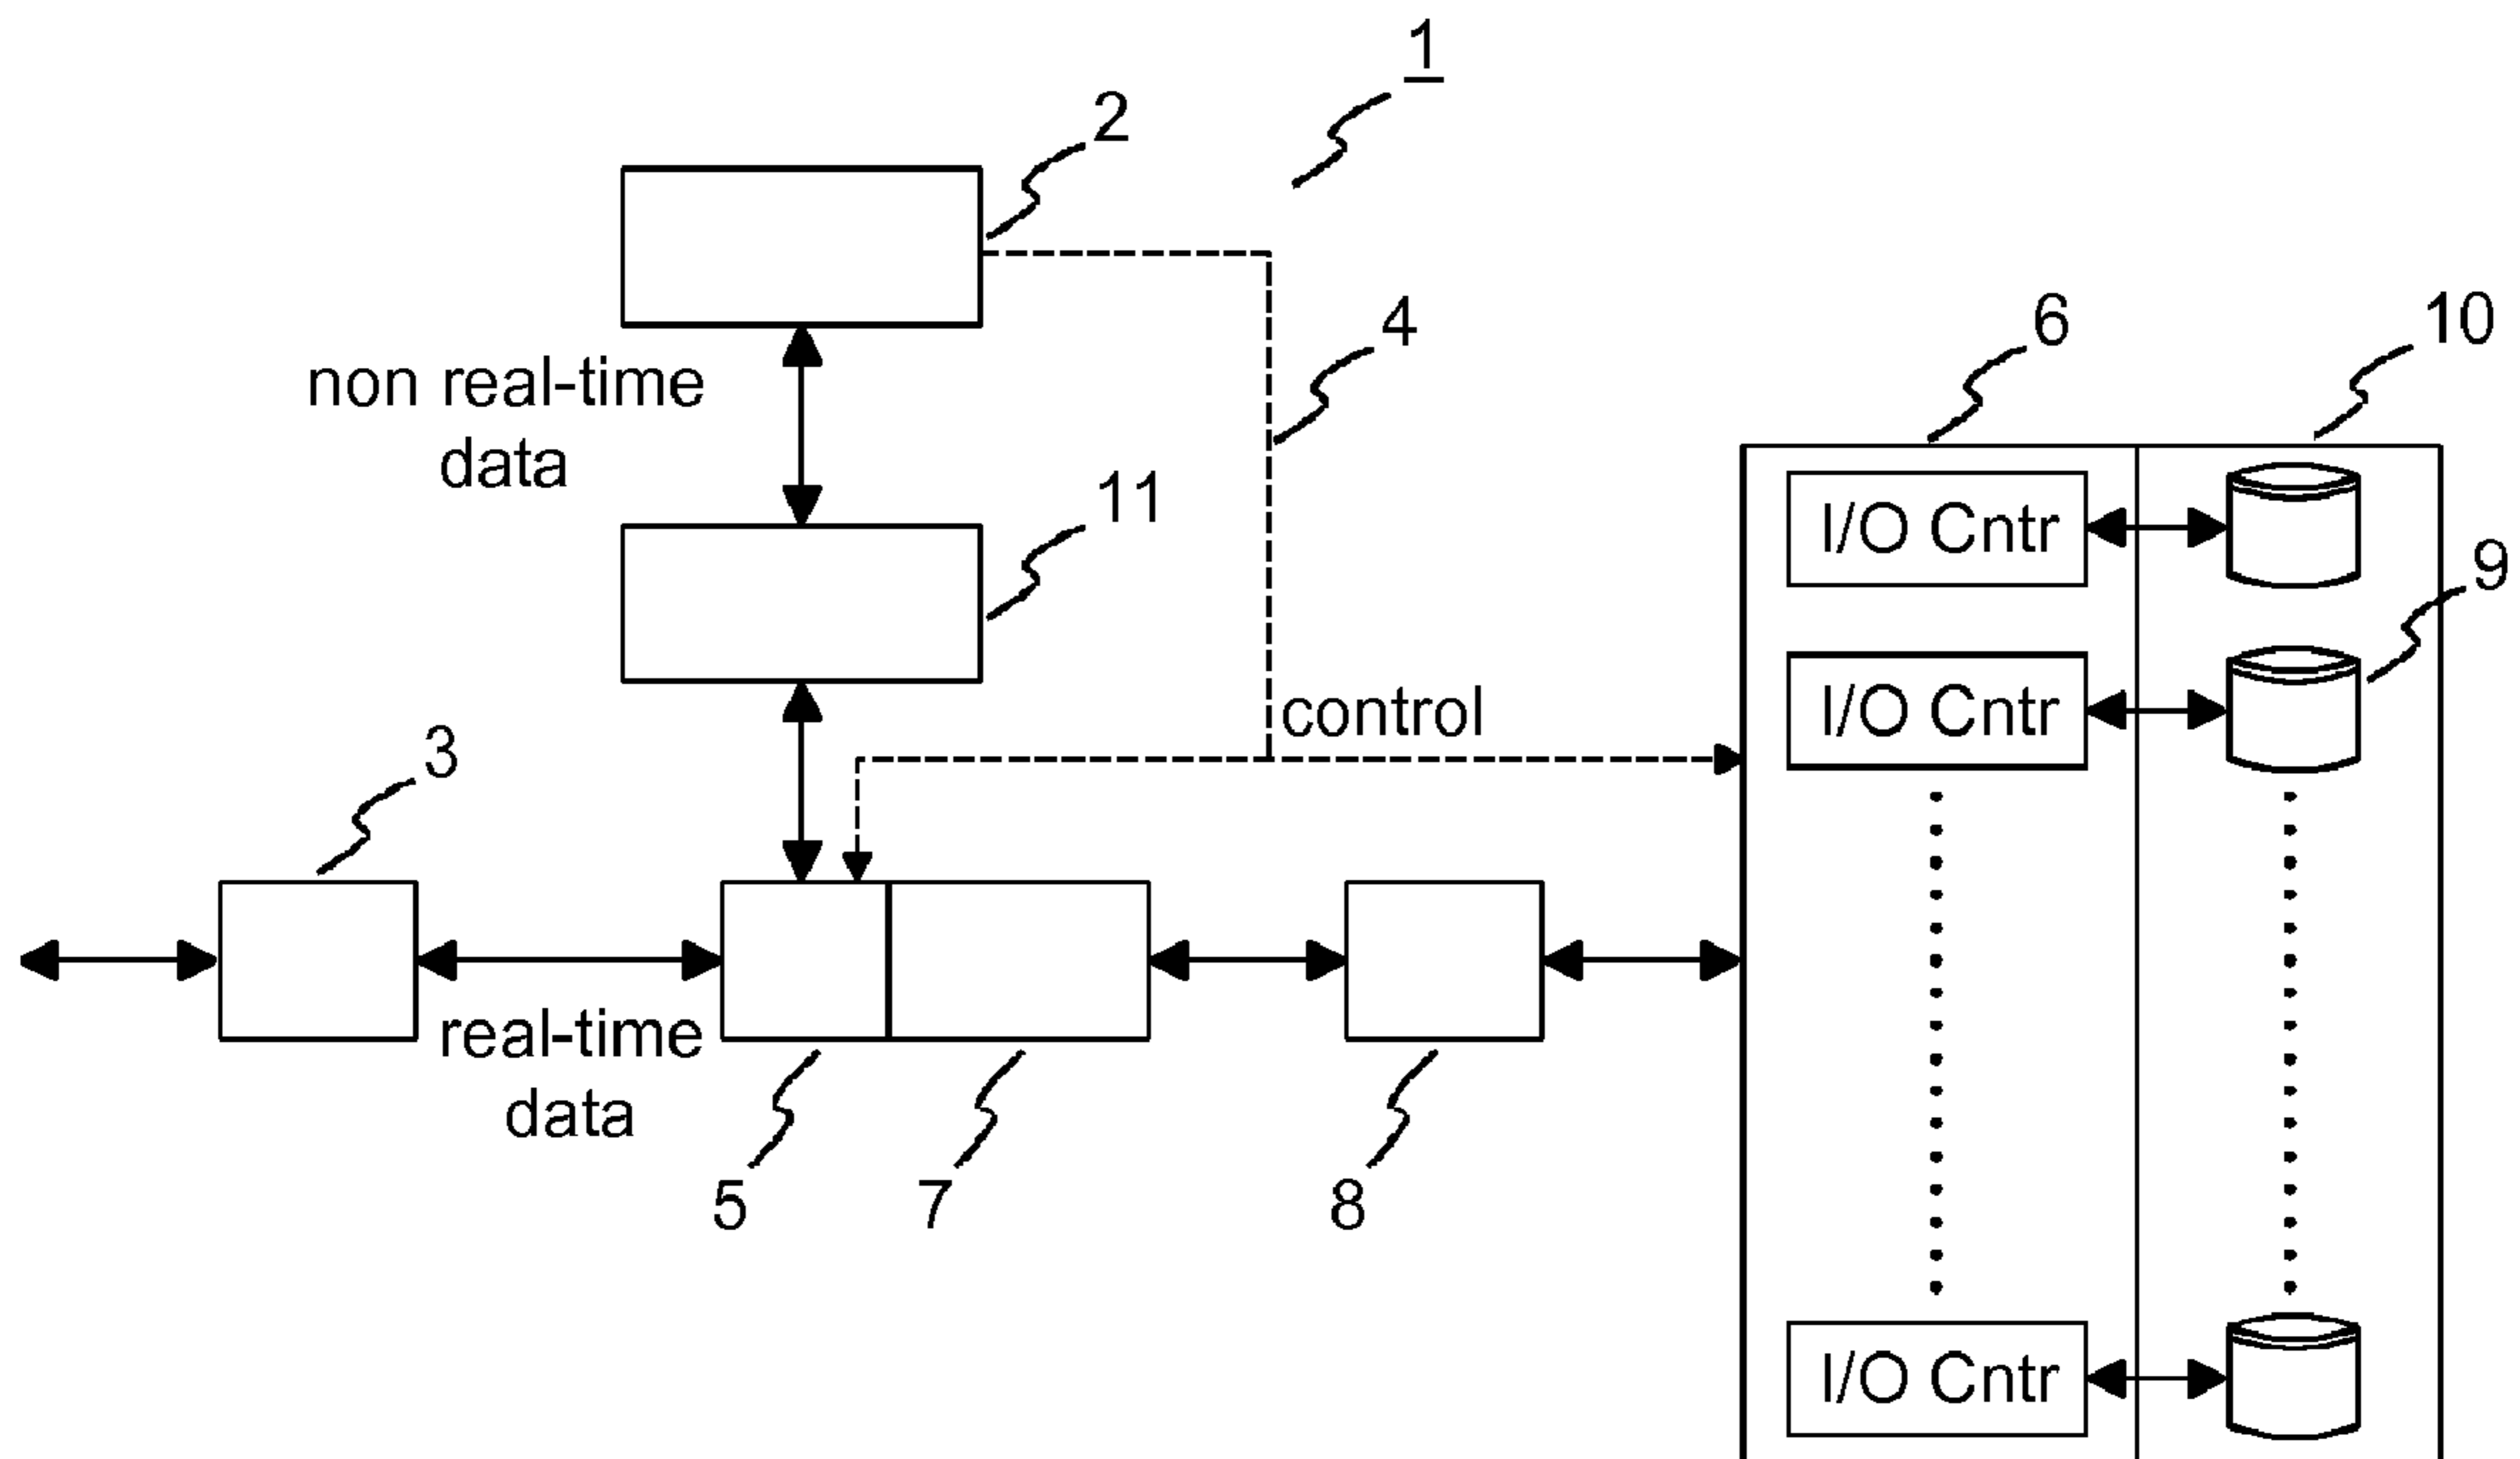 1
2
4
6
10
non real-time
data
11
I/O Cntr
9
I/O Cntr
control
3
real-time
data
5
7
8
I/O Cntr